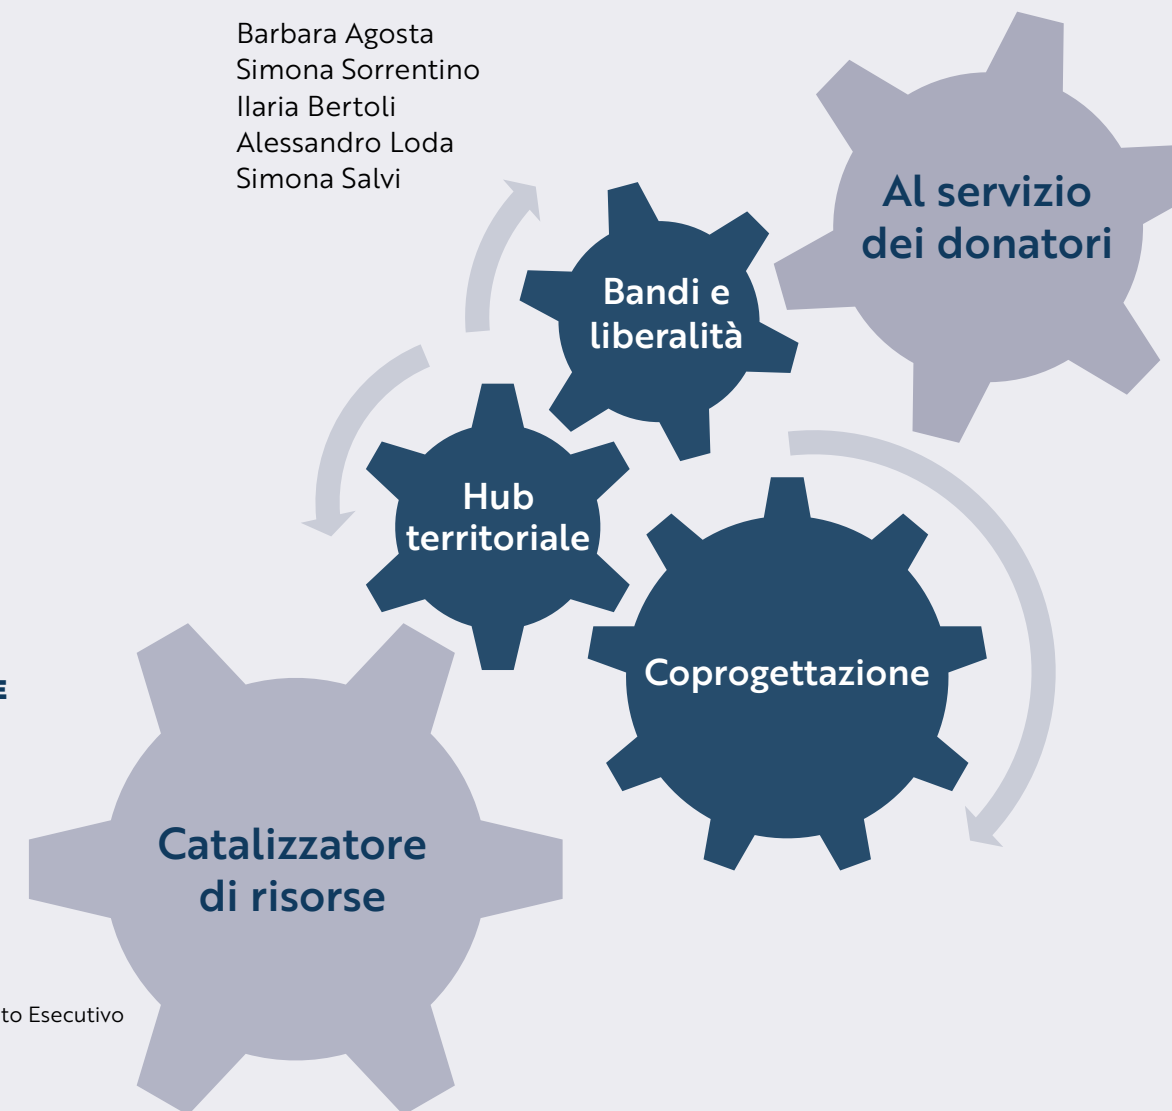 Barbara Agosta
Simona Sorrentino
Ilaria Bertoli
Alessandro Loda
Simona Salvi
Al servizio
dei donatori
Bandi e
liberalità
Hub
territoriale
Coprogettazione
E
Catalizzatore
di risorse
to Esecutivo